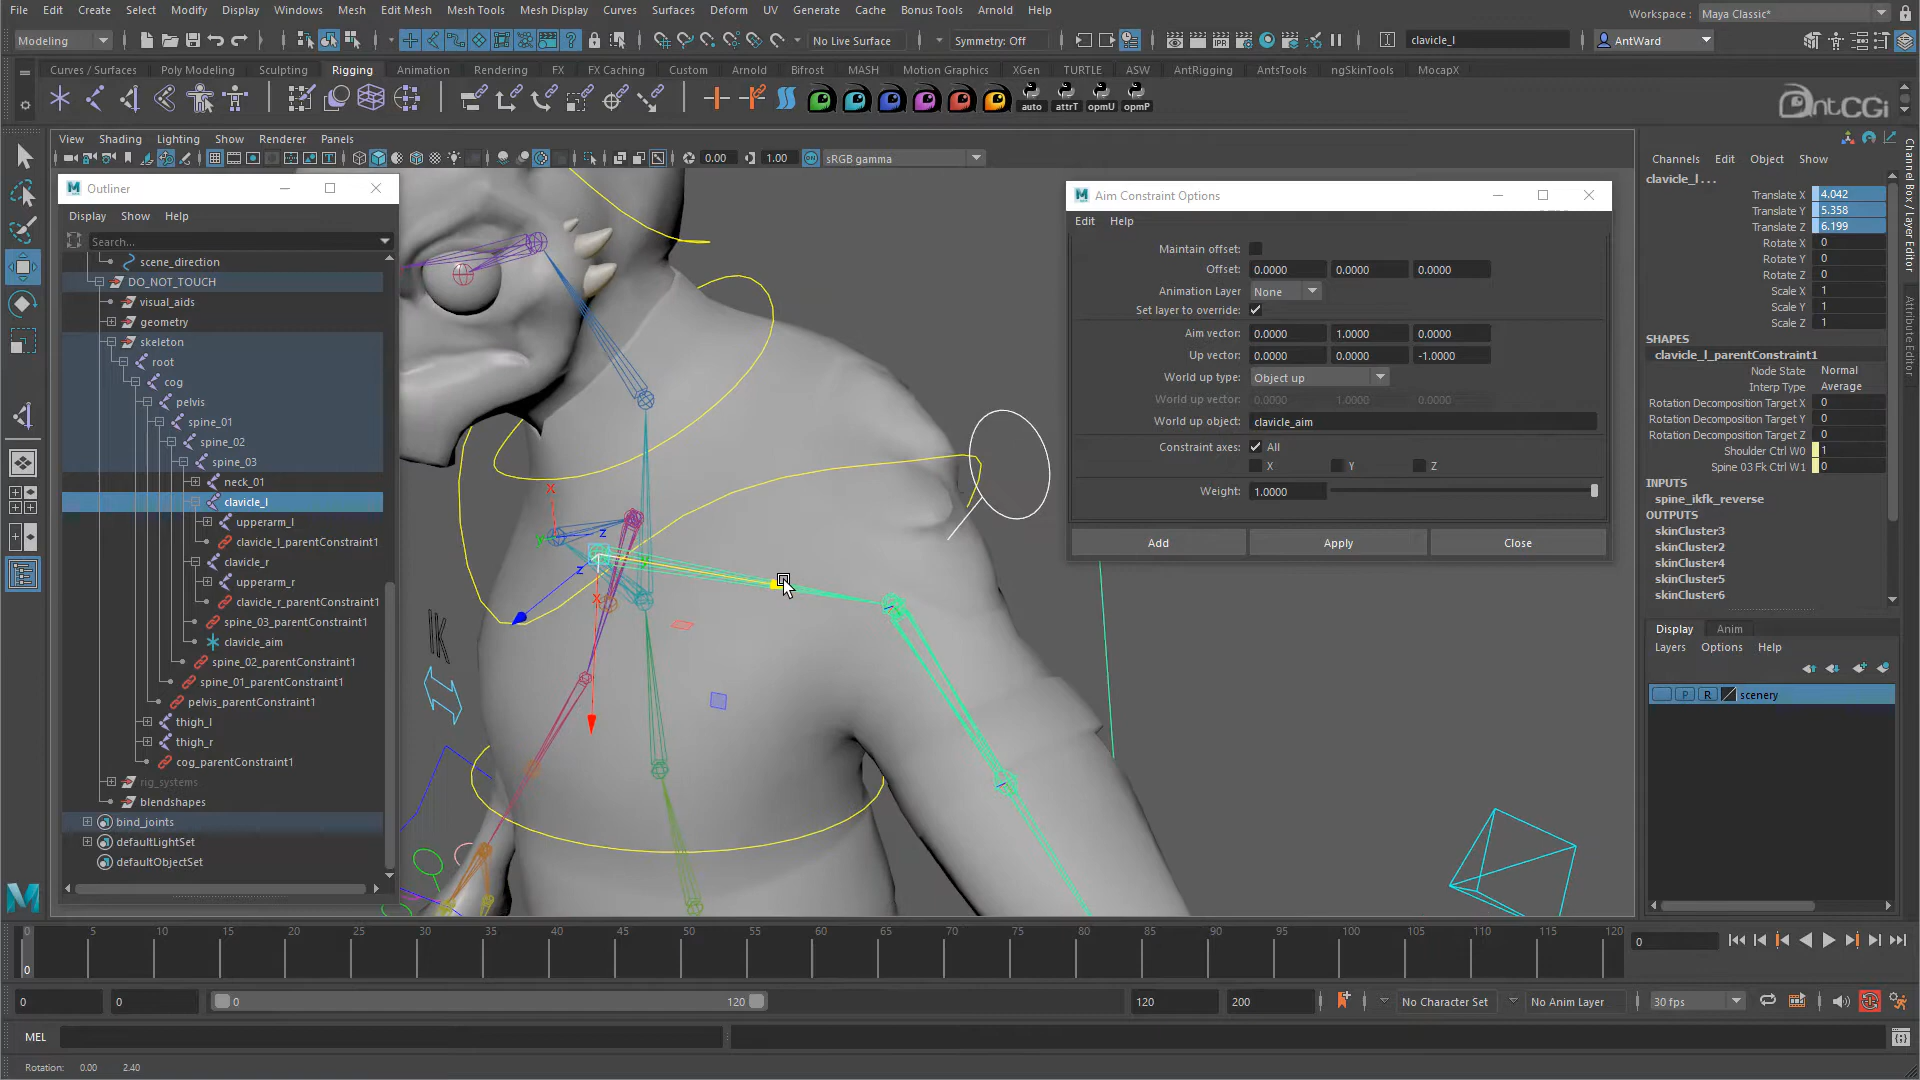 File Edit Create Select Modify Display Windows Mesh Edit Mesh Mesh Tools Mesh Display Curves Surfaces Deform UV Generate Cache Bonus Tools Arnold Help
Workspace : Maya Classic*
Modeling No Live Surface Symmetry: Off clavicle_l AntWard
Curves / Surfaces Poly Modeling Sculpting Rigging Animation Rendering FX FX Caching Custom Arnold Bifrost MASH Motion Graphics XGen TURTLE CMT ASW AntRigging AntsTools ngSkinTools MocapX
auto attrT opmU opmP
AntCGi
View Shading Lighting Show Renderer Panels
0.00 1.00 ON sRGB gamma
Outliner
Display Show Help
Search...
scene_direction
DO_NOT_TOUCH
visual_aids
geometry
skeleton
root
cog
pelvis
spine_01
spine_02
spine_03
neck_01
clavicle_l
upperarm_l
clavicle_l_parentConstraint1
clavicle_r
upperarm_r
clavicle_r_parentConstraint1
spine_03_parentConstraint1
clavicle_aim
spine_02_parentConstraint1
spine_01_parentConstraint1
pelvis_parentConstraint1
thigh_l
thigh_r
cog_parentConstraint1
rig_systems
blendshapes
bind_joints
defaultLightSet
defaultObjectSet
x
y z
z
x
IK
Aim Constraint Options
Edit Help
Maintain offset:
Offset: 0.0000 0.0000 0.0000
Animation Layer None
Set layer to override:
Aim vector: 0.0000 1.0000 0.0000
Up vector: 0.0000 0.0000 -1.0000
World up type: Object up
World up vector: 0.0000 1.0000 0.0000
World up object: clavicle_aim
Constraint axes: All
X Y Z
Weight: 1.0000
Add Apply Close
Channels Edit Object Show
clavicle_l . . .
Translate X 4.042
Translate Y 5.358
Translate Z 6.199
Rotate X 0
Rotate Y 0
Rotate Z 0
Scale X 1
Scale Y 1
Scale Z 1
SHAPES
clavicle_l_parentConstraint1
Node State Normal
Interp Type Average
Rotation Decomposition Target X 0
Rotation Decomposition Target Y 0
Rotation Decomposition Target Z 0
Shoulder Ctrl W0 1
Spine 03 Fk Ctrl W1 0
INPUTS
spine_ikfk_reverse
OUTPUTS
skinCluster3
skinCluster2
skinCluster4
skinCluster5
skinCluster6
Display Anim
Layers Options Help
P R scenery
Channel Box / Layer Editor
Attribute Editor
0 5 10 15 20 25 30 35 40 45 50 55 60 65 70 75 80 85 90 95 100 105 110 115 120
0
0
0 0 0 120 120 200 No Character Set No Anim Layer 30 fps
MEL
Rotation: 0.00 2.40